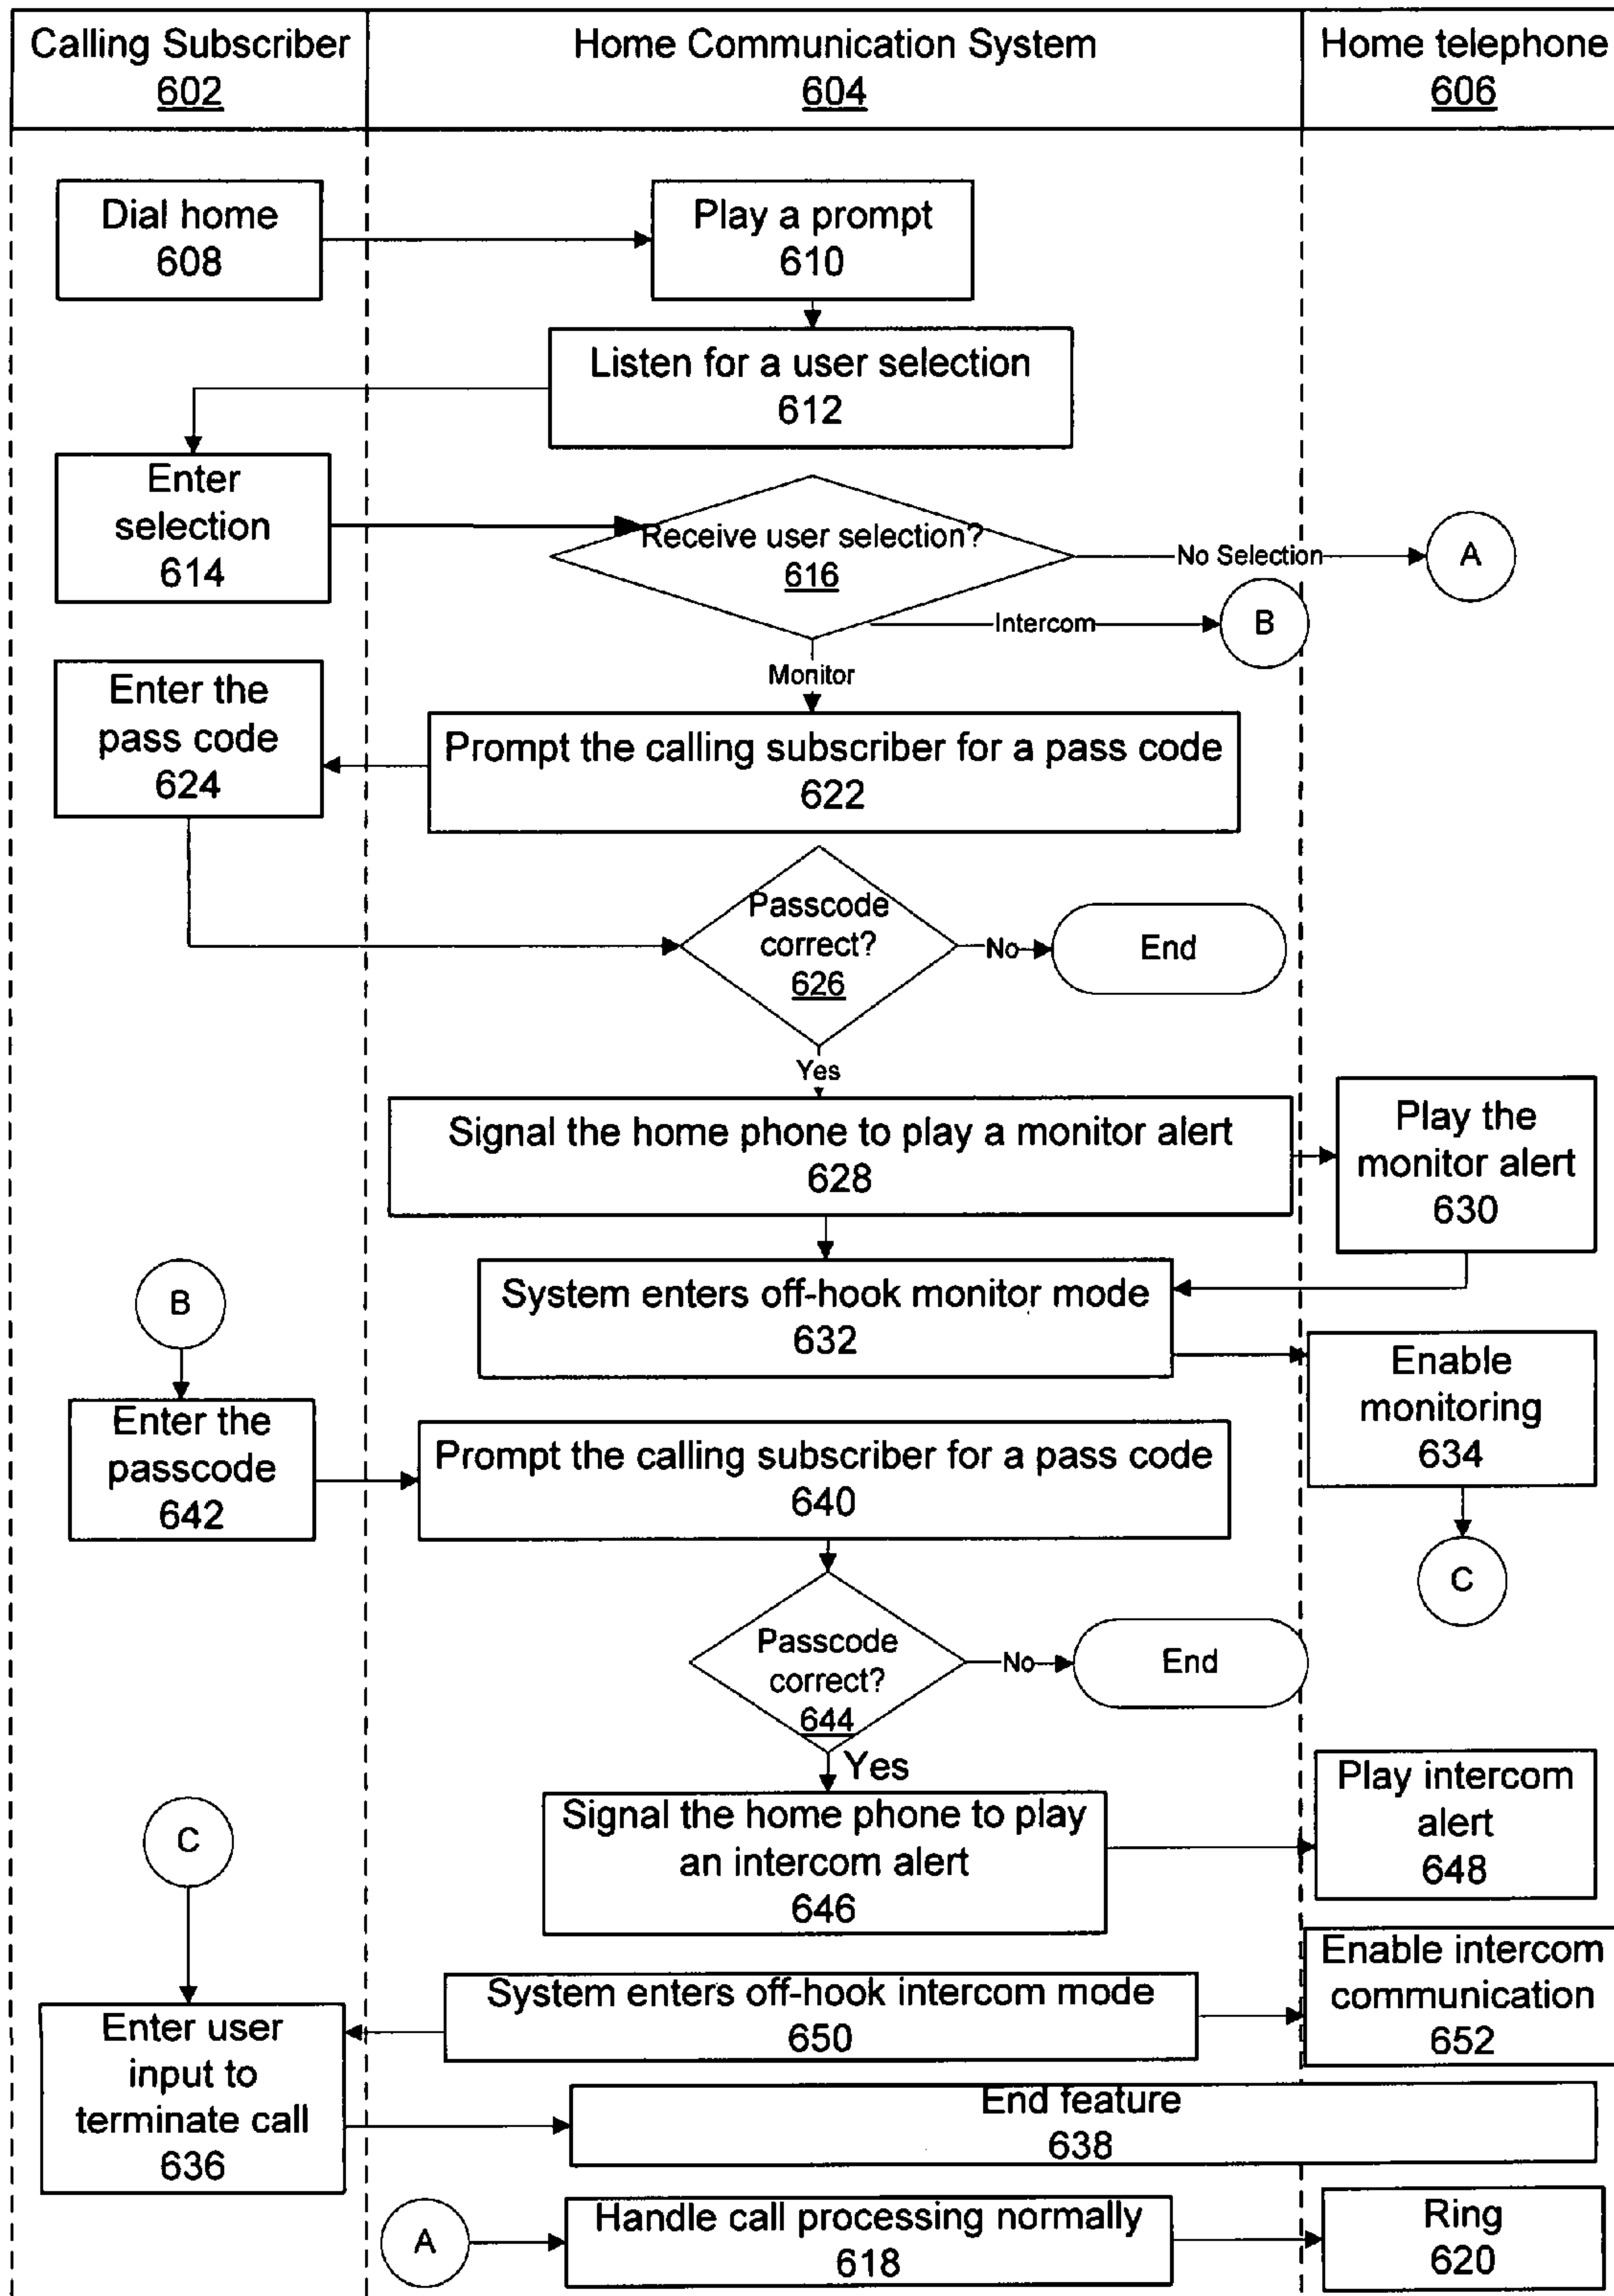 Calling Subscriber
602
Home Communication System
604
Home telephone
606
Dial home
608
Play a prompt
610
Listen for a user selection
612
Enter
selection
614
Receive user selection?
616
No Selection
A
Intercom
B
Monitor
Enter the
pass code
624
Prompt the calling subscriber for a pass code
622
Passcode
correct?
626
No
End
Yes
Signal the home phone to play a monitor alert
628
Play the
monitor alert
630
B
System enters off-hook monitor mode
632
Enable
monitoring
634
Enter the
passcode
642
Prompt the calling subscriber for a pass code
640
C
Passcode
correct?
644
No
End
Yes
C
Signal the home phone to play
an intercom alert
646
Play intercom
alert
648
System enters off-hook intercom mode
650
Enable intercom
communication
652
Enter user
input to
terminate call
636
End feature
638
A
Handle call processing normally
618
Ring
620